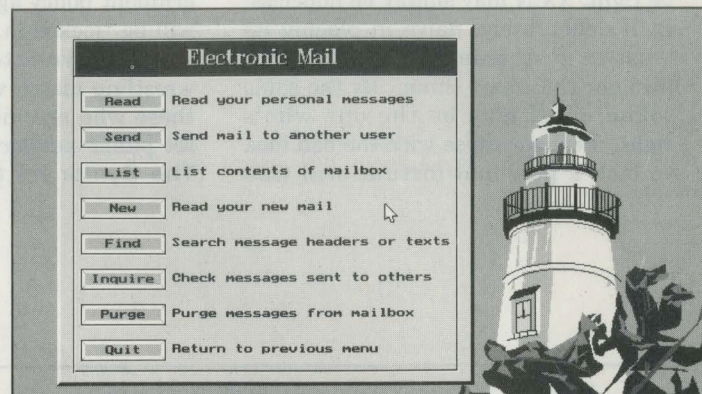 Electronic Mail
Read Read your personal messages
Send Send mail to another user
List List contents of mailbox
New Read your new mail
Find Search message headers or texts
Inquire Check messages sent to others
Purge Purge messages from mailbox
Quit Return to previous menu